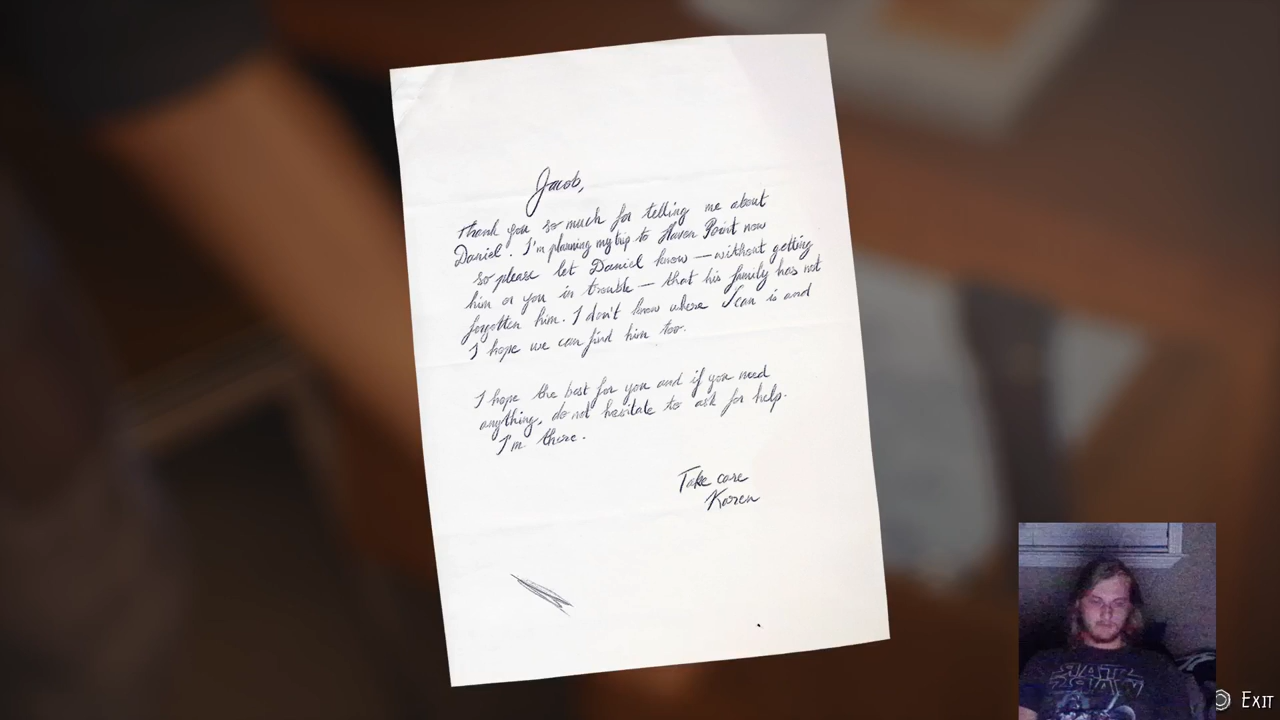 Jacob,
Thank you so much for telling me about
Daniel. I'm planning my trip to Haven Point now
so please let Daniel know — without getting
him or you in trouble — that his family has not
forgotten him. I don't know where Sean is and
I hope we can find him too.
I hope the best for you and if you need
anything, do not hesitate to ask for help.
I'm there.
Take care
Karen
EXIT